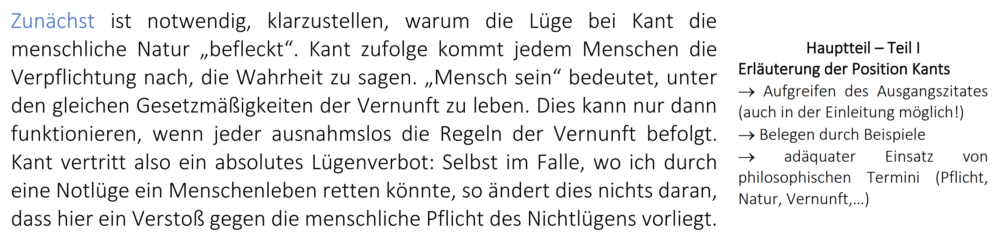 Zunächst ist notwendig, klarzustellen, warum die Lüge bei Kant die
menschliche Natur „befleckt“. Kant zufolge kommt jedem Menschen die
Verpflichtung nach, die Wahrheit zu sagen. „Mensch sein“ bedeutet, unter
den gleichen Gesetzmäßigkeiten der Vernunft zu leben. Dies kann nur dann
funktionieren, wenn jeder ausnahmslos die Regeln der Vernunft befolgt.
Kant vertritt also ein absolutes Lügenverbot: Selbst im Falle, wo ich durch
eine Notlüge ein Menschenleben retten könnte, so ändert dies nichts daran,
dass hier ein Verstoß gegen die menschliche Pflicht des Nichtlügens vorliegt.
Hauptteil – Teil I
Erläuterung der Position Kants
→ Aufgreifen des Ausgangszitates
(auch in der Einleitung möglich!)
→ Belegen durch Beispiele
→ adäquater Einsatz von
philosophischen Termini (Pflicht,
Natur, Vernunft,…)